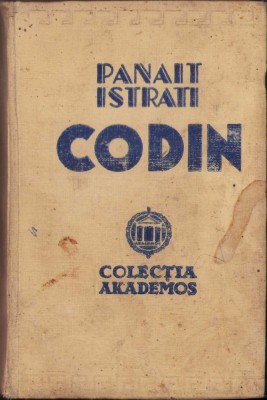 PANAIT
ISTRATI
CODIN
COLECȚIA
AKADEMOS